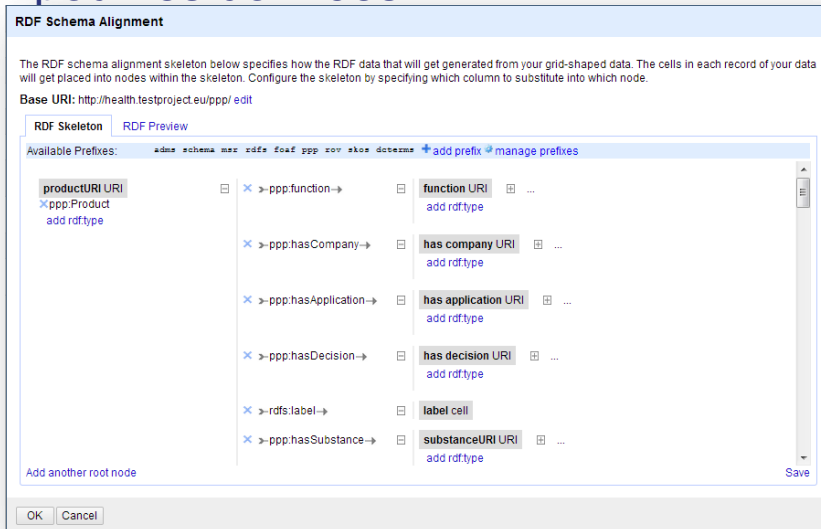 RDF Schema Alignment
The RDF schema alignment skeleton below specifies how the RDF data that will get generated from your grid-shaped data. The cells in each record of your data
will get placed into nodes within the skeleton. Configure the skeleton by specifying which column to substitute into which node.
Base URI: http://health.testproject.eu/ppp/ edit
RDF Skeleton RDF Preview
Available Prefixes: adms schema msr rdfs foaf ppp rov skos dcterms add prefix manage prefixes
productURI URI ppp:function function URI ...
ppp:Product add rdf:type
add rdf:type
ppp:hasCompany has company URI ...
add rdf:type
ppp:hasApplication has application URI ...
add rdf:type
ppp:hasDecision has decision URI ...
add rdf:type
rdfs:label label cell
ppp:hasSubstance substanceURI URI ...
add rdf:type
Add another root node Save
OK Cancel